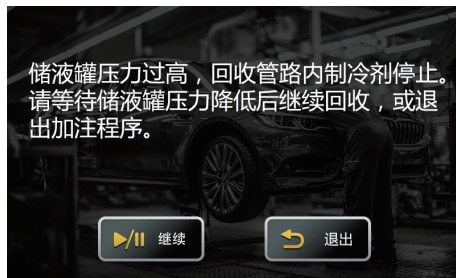 储液罐压力过高，回收管路内制冷剂停止。
请等待储液罐压力降低后继续回收，或退
出加注程序。
继续
退出